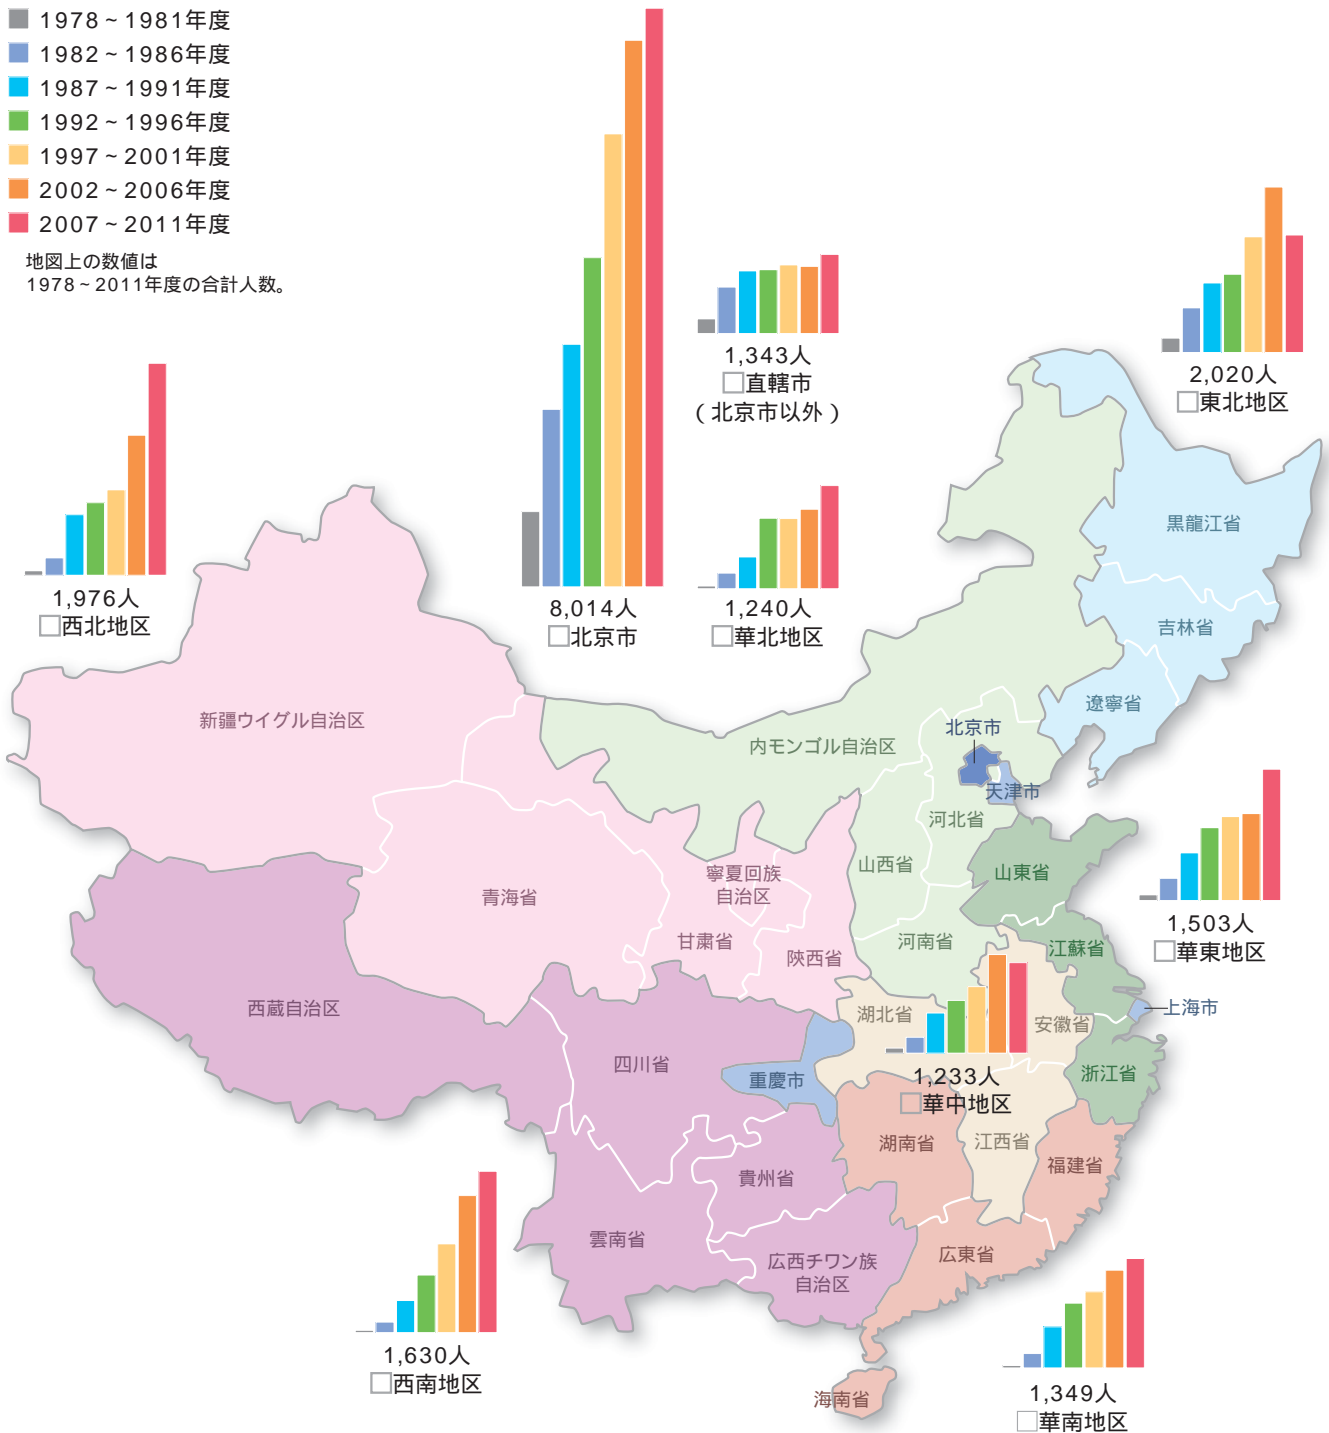 1978～1981年度
1982～1986年度
1987～1991年度
1992～1996年度
1997～2001年度
2002～2006年度
2007～2011年度
地図上の数値は
1978～2011年度の合計人数。
1,343人
直轄市
(北京市以外)
2,020人
東北地区
1,976人
西北地区
8,014人
北京市
1,240人
華北地区
黒龍江省
吉林省
遼寧省
新疆ウイグル自治区
内モンゴル自治区
北京市
天津市
河北省
山西省
山東省
寧夏回族
自治区
青海省
甘粛省
陝西省
河南省
江蘇省
1,503人
華東地区
西蔵自治区
湖北省
安徽省
上海市
四川省
重慶市
1,233人
華中地区
浙江省
湖南省
江西省
福建省
貴州省
雲南省
広西チワン族
自治区
広東省
1,630人
西南地区
海南省
1,349人
華南地区